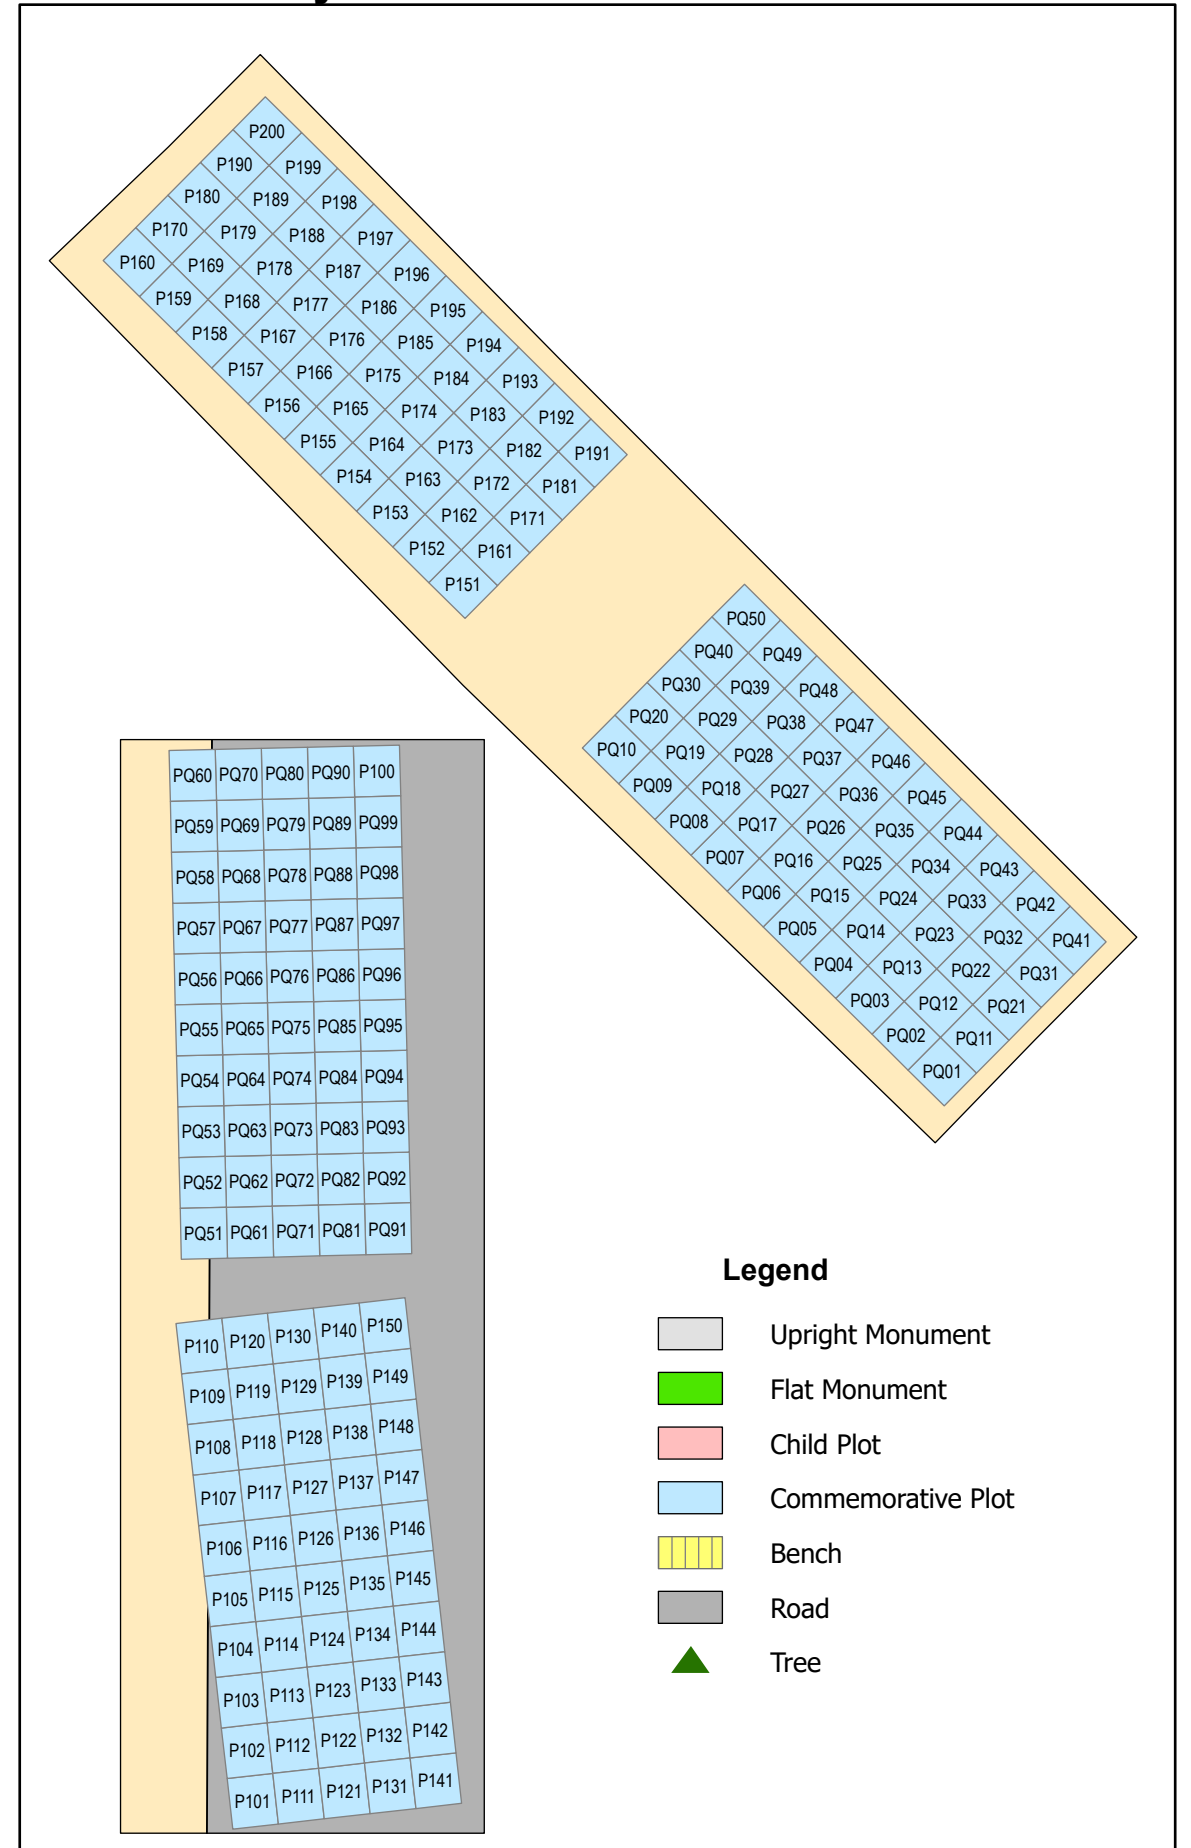 P200
P190 P199
P180 P189 P198
P170 P179 P188 P197
P160 P169 P178 P187 P196
P159 P168 P177 P186 P195
P158 P167 P176 P185 P194
P157 P166 P175 P184 P193
P156 P165 P174 P183 P192
P155 P164 P173 P182 P191
P154 P163 P172 P181
P153 P162 P171
P152 P161
P151
PQ50
PQ40 PQ49
PQ30 PQ39 PQ48
PQ20 PQ29 PQ38 PQ47
PQ10 PQ19 PQ28 PQ37 PQ46
PQ09 PQ18 PQ27 PQ36 PQ45
PQ08 PQ17 PQ26 PQ35 PQ44
PQ07 PQ16 PQ25 PQ34 PQ43
PQ06 PQ15 PQ24 PQ33 PQ42
PQ05 PQ14 PQ23 PQ32 PQ41
PQ04 PQ13 PQ22 PQ31
PQ03 PQ12 PQ21
PQ02 PQ11
PQ01
PQ60 PQ70 PQ80 PQ90 P100
PQ59 PQ69 PQ79 PQ89 PQ99
PQ58 PQ68 PQ78 PQ88 PQ98
PQ57 PQ67 PQ77 PQ87 PQ97
PQ56 PQ66 PQ76 PQ86 PQ96
PQ55 PQ65 PQ75 PQ85 PQ95
PQ54 PQ64 PQ74 PQ84 PQ94
PQ53 PQ63 PQ73 PQ83 PQ93
PQ52 PQ62 PQ72 PQ82 PQ92
PQ51 PQ61 PQ71 PQ81 PQ91
P110 P120 P130 P140 P150
P109 P119 P129 P139 P149
P108 P118 P128 P138 P148
P107 P117 P127 P137 P147
P106 P116 P126 P136 P146
P105 P115 P125 P135 P145
P104 P114 P124 P134 P144
P103 P113 P123 P133 P143
P102 P112 P122 P132 P142
P101 P111 P121 P131 P141
Legend
Upright Monument
Flat Monument
Child Plot
Commemorative Plot
Bench
Road
Tree